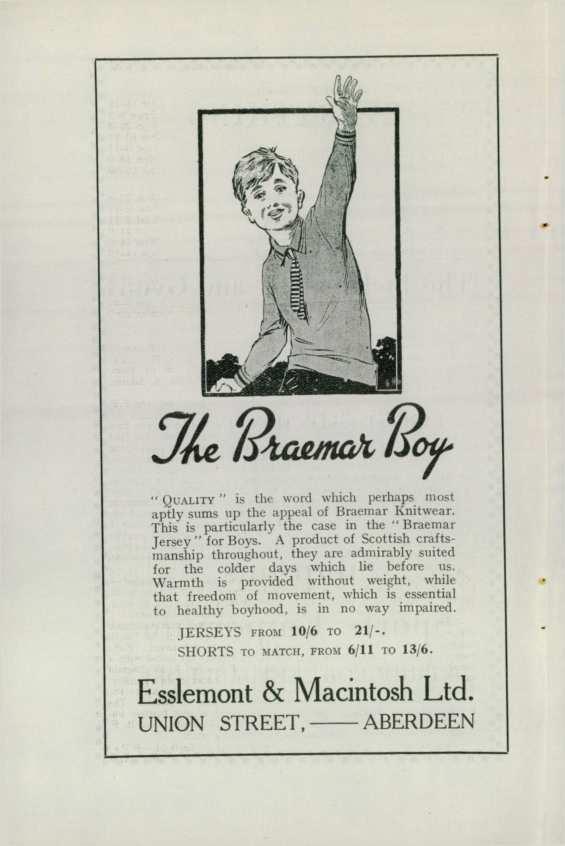 The Braemar Boy
" QUALITY " is the word which perhaps most
aptly sums up the appeal of Braemar Knitwear.
This is particularly the case in the " Braemar
Jersey " for Boys. A product of Scottish crafts-
manship throughout, they are admirably suited
for the colder days which lie before us.
Warmth is provided without weight, while
that freedom of movement, which is essential
to healthy boyhood, is in no way impaired.
JERSEYS FROM 10/6 TO 21/-.
SHORTS TO MATCH, FROM 6/11 TO 13/6.
Esslemont & Macintosh Ltd.
UNION STREET, —— ABERDEEN